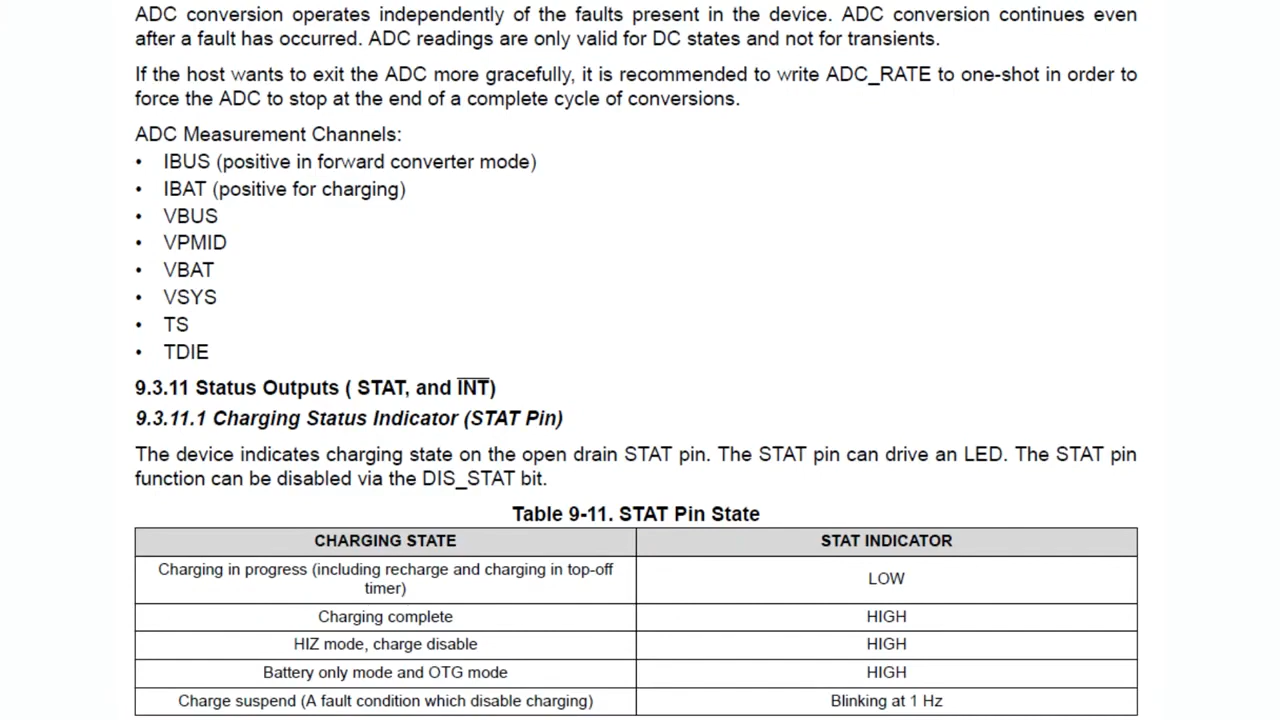 ADC conversion operates independently of the faults present in the device. ADC conversion continues even
after a fault has occurred. ADC readings are only valid for DC states and not for transients.
If the host wants to exit the ADC more gracefully, it is recommended to write ADC_RATE to one-shot in order to
force the ADC to stop at the end of a complete cycle of conversions.
ADC Measurement Channels:
• IBUS (positive in forward converter mode)
• IBAT (positive for charging)
• VBUS
• VPMID
• VBAT
• VSYS
• TS
• TDIE
9.3.11 Status Outputs ( STAT, and INT)
9.3.11.1 Charging Status Indicator (STAT Pin)
The device indicates charging state on the open drain STAT pin. The STAT pin can drive an LED. The STAT pin
function can be disabled via the DIS_STAT bit.
Table 9-11. STAT Pin State
CHARGING STATE STAT INDICATOR
Charging in progress (including recharge and charging in top-off
timer) LOW
Charging complete HIGH
HIZ mode, charge disable HIGH
Battery only mode and OTG mode HIGH
Charge suspend (A fault condition which disable charging) Blinking at 1 Hz